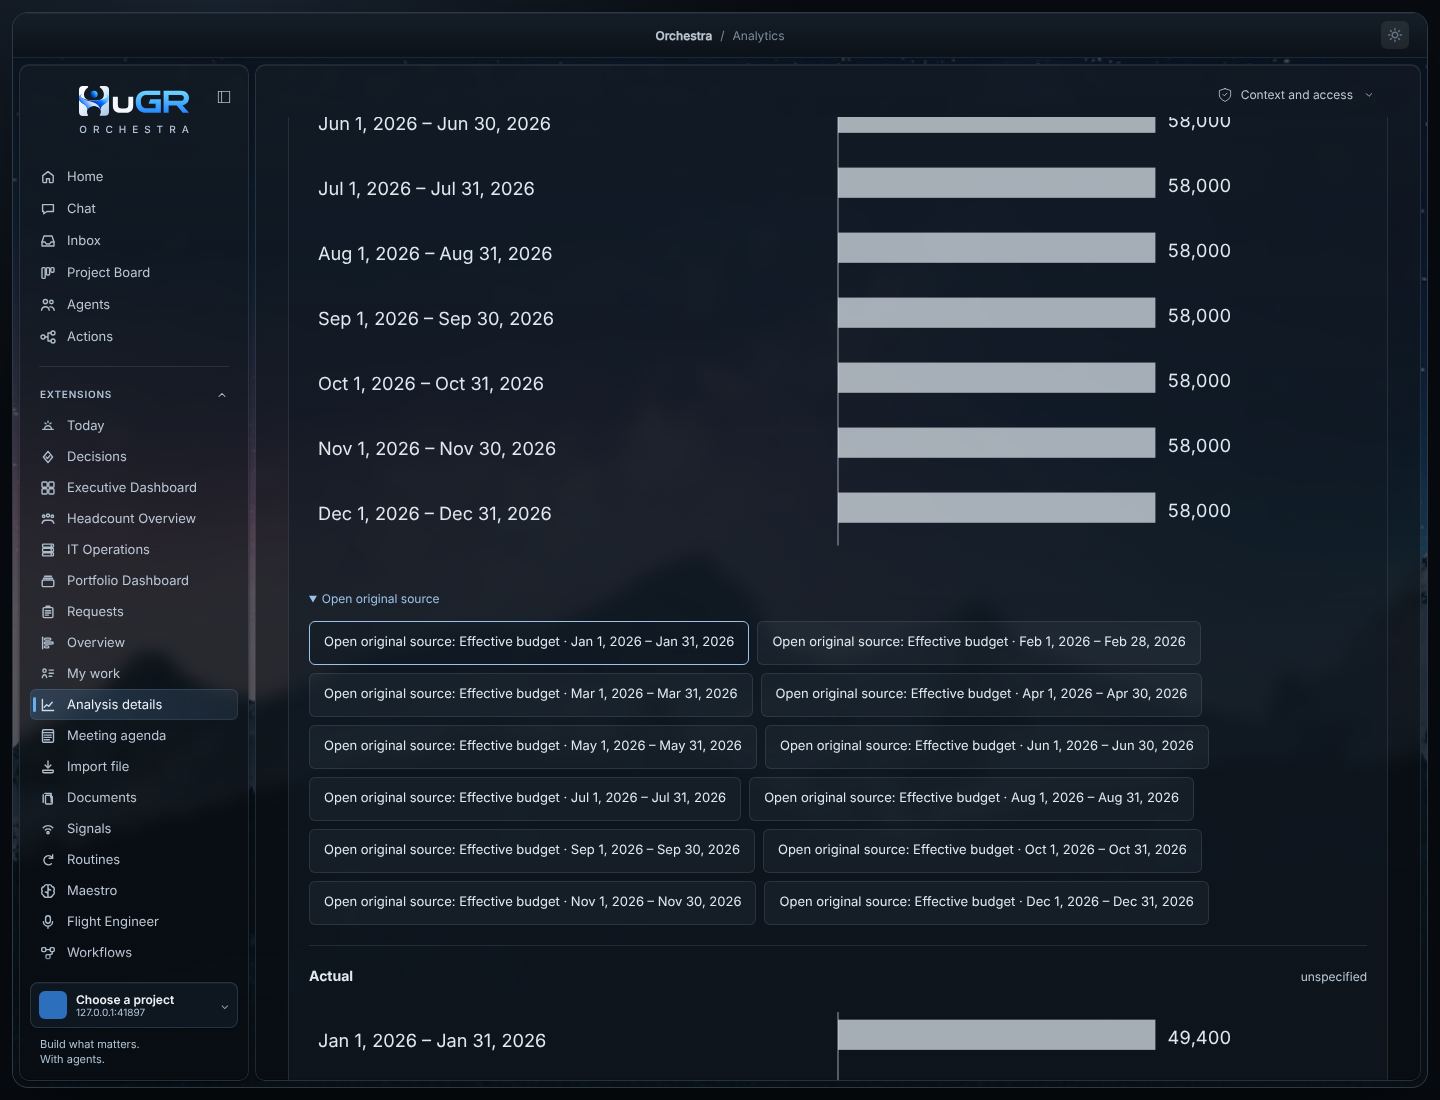 Orchestra / Analytics
HuGR
ORCHESTRA
Context and access
Home
Chat
Inbox
Project Board
Agents
Actions
EXTENSIONS
Today
Decisions
Executive Dashboard
Headcount Overview
IT Operations
Portfolio Dashboard
Requests
Overview
My work
Analysis details
Meeting agenda
Import file
Documents
Signals
Routines
Maestro
Flight Engineer
Workflows
Choose a project
127.0.0.1:41897
Build what matters.
With agents.
Jun 1, 2026 – Jun 30, 2026 58,000
Jul 1, 2026 – Jul 31, 2026 58,000
Aug 1, 2026 – Aug 31, 2026 58,000
Sep 1, 2026 – Sep 30, 2026 58,000
Oct 1, 2026 – Oct 31, 2026 58,000
Nov 1, 2026 – Nov 30, 2026 58,000
Dec 1, 2026 – Dec 31, 2026 58,000
Open original source
Open original source: Effective budget · Jan 1, 2026 – Jan 31, 2026
Open original source: Effective budget · Feb 1, 2026 – Feb 28, 2026
Open original source: Effective budget · Mar 1, 2026 – Mar 31, 2026
Open original source: Effective budget · Apr 1, 2026 – Apr 30, 2026
Open original source: Effective budget · May 1, 2026 – May 31, 2026
Open original source: Effective budget · Jun 1, 2026 – Jun 30, 2026
Open original source: Effective budget · Jul 1, 2026 – Jul 31, 2026
Open original source: Effective budget · Aug 1, 2026 – Aug 31, 2026
Open original source: Effective budget · Sep 1, 2026 – Sep 30, 2026
Open original source: Effective budget · Oct 1, 2026 – Oct 31, 2026
Open original source: Effective budget · Nov 1, 2026 – Nov 30, 2026
Open original source: Effective budget · Dec 1, 2026 – Dec 31, 2026
Actual unspecified
Jan 1, 2026 – Jan 31, 2026 49,400